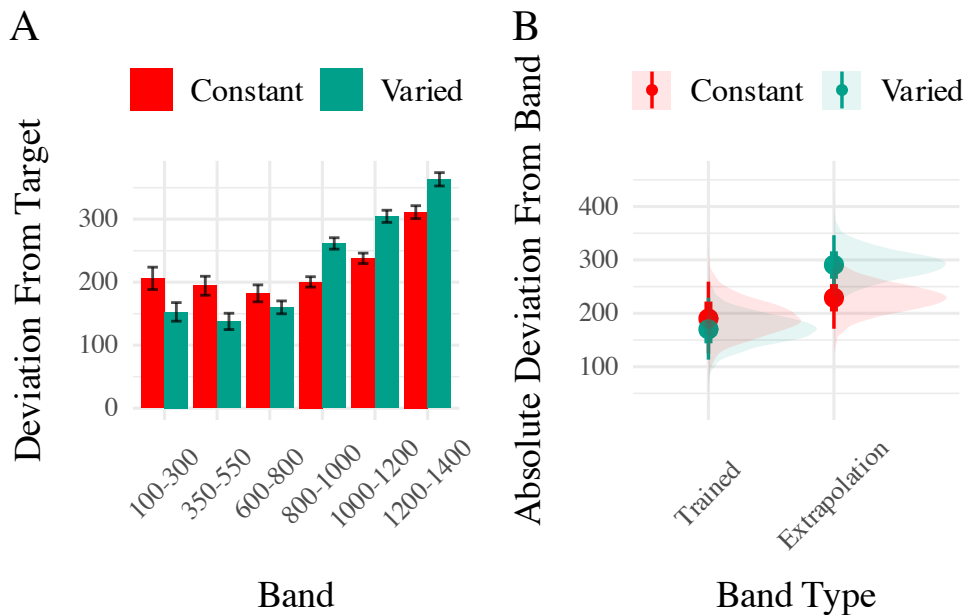 A
Constant
Varied
Deviation From Target
300
200
100
0
100-300
350-550
600-800
800-1000
1000-1200
1200-1400
Band
B
Constant
Varied
Absolute Deviation From Band
400
300
200
100
Trained
Extrapolation
Band Type